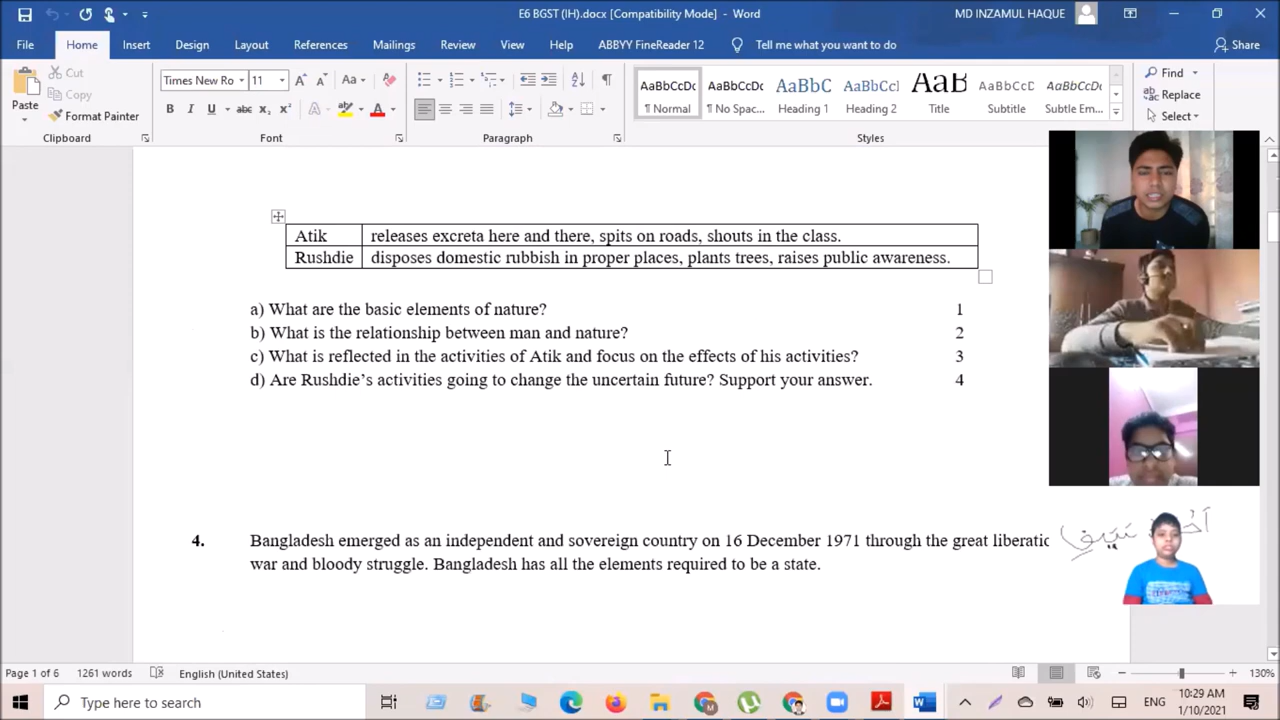 E6 BGST (IH).docx [Compatibility Mode] - Word
MD INZAMUL HAQUE
File Home Insert Design Layout References Mailings Review View Help ABBYY FineReader 12 Tell me what you want to do Share
Paste
Cut
Copy
Format Painter
Clipboard
Times New Ro 11
Font
Paragraph
AaBbCcDc AaBbCcDc AaBbC AaBbCc AaB AaBbCcD AaBbCcDc
¶ Normal ¶ No Spac... Heading 1 Heading 2 Title Subtitle Subtle Em...
Styles
Find
Replace
Select
Atik releases excreta here and there, spits on roads, shouts in the class.
Rushdie disposes domestic rubbish in proper places, plants trees, raises public awareness.
a) What are the basic elements of nature? 1
b) What is the relationship between man and nature? 2
c) What is reflected in the activities of Atik and focus on the effects of his activities? 3
d) Are Rushdie's activities going to change the uncertain future? Support your answer. 4
4. Bangladesh emerged as an independent and sovereign country on 16 December 1971 through the great liberatio
war and bloody struggle. Bangladesh has all the elements required to be a state.
Page 1 of 6 1261 words English (United States) 130%
Type here to search
ENG
10:29 AM
1/10/2021